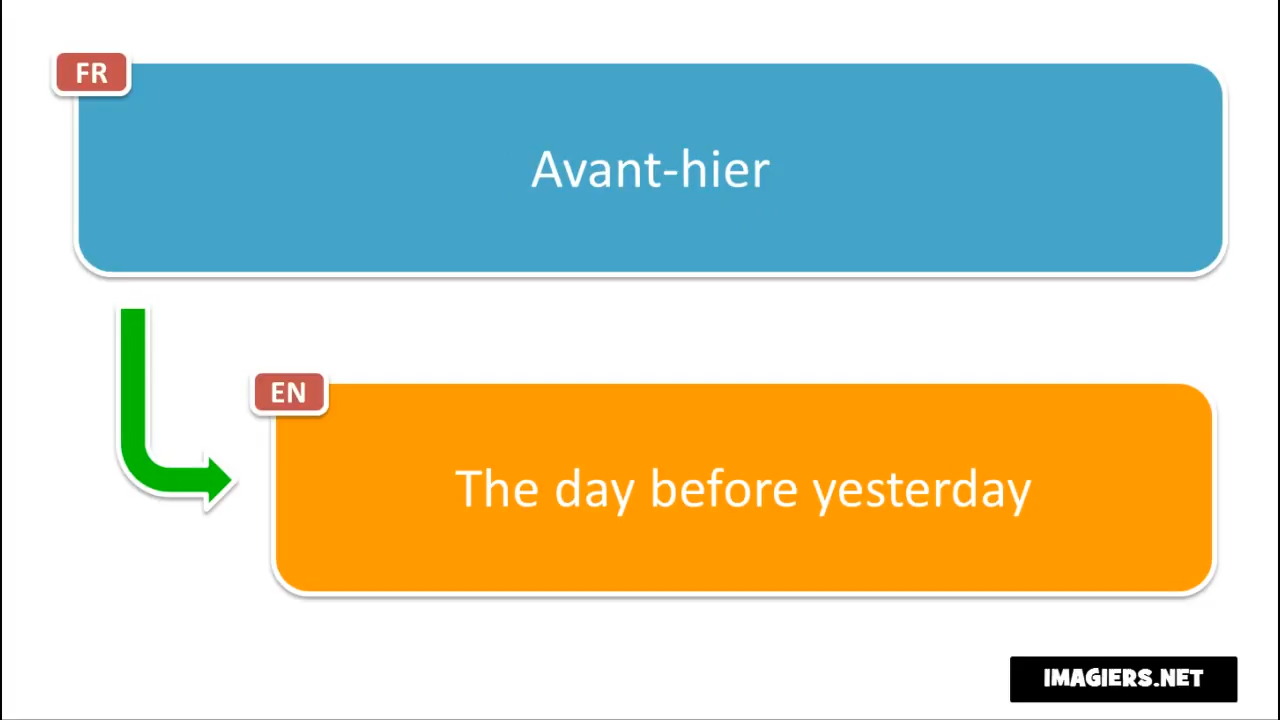 FR
Avant-hier
EN
The day before yesterday
IMAGIERS.NET